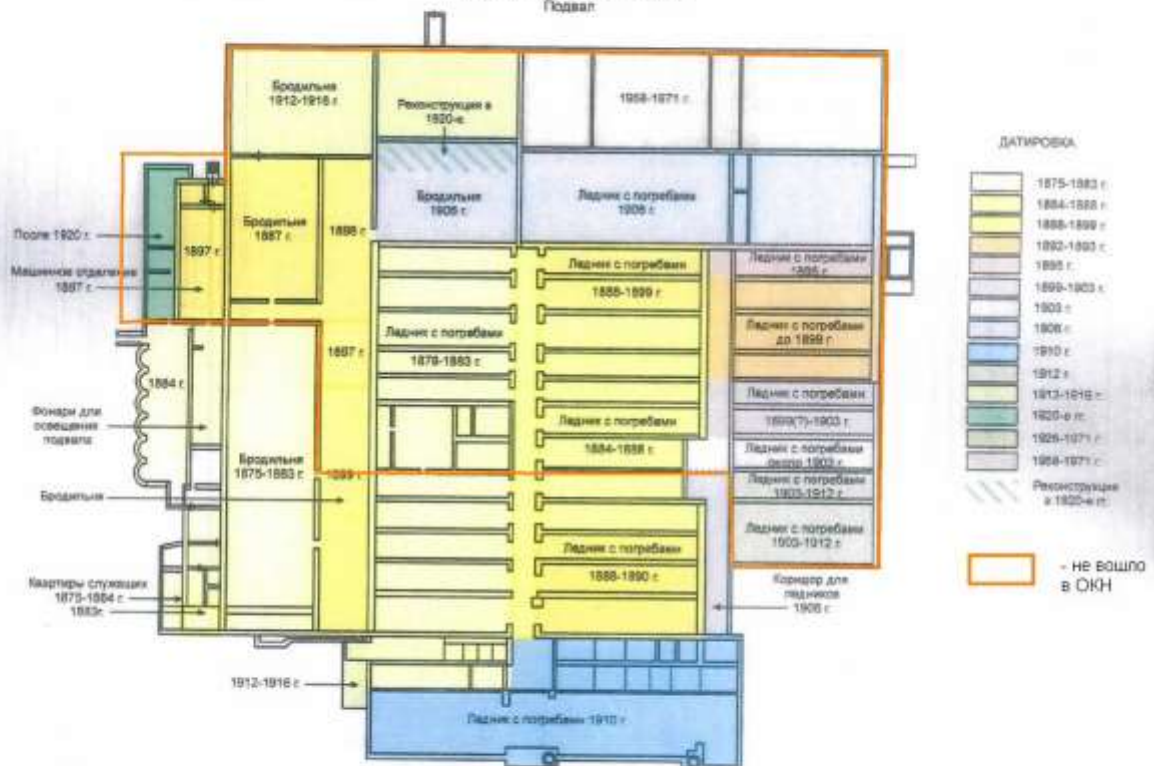 Подвал
Бродильня
1912-1916 г.
Реконструкция в
1920-е.
1958-1971 г.
Бродильня
1906 г.
Ледник с погребами
1906 г.
Бродильня
1887 г.
1898 г.
1897 г.
После 1920 г.
Машинное отделение
1897 г.
Ледник с погребами
1888-1899 г.
Ледник с погребами
1895 г.
Ледник с погребами
1879-1883 г.
Ледник с погребами
до 1899 г.
1897 г.
1884 г.
Фонари для
освещения
подвала
Ледник с погребами
1899(?)-1903 г.
Ледник с погребами
1884-1888 г.
Ледник с погребами
около 1903 г.
Бродильня
1875-1883 г.
1899 г.
Ледник с погребами
1903-1912 г.
Бродильня
Ледник с погребами
1903-1912 г.
Ледник с погребами
1888-1890 г.
Квартиры служащих
1875-1884 г.
1883г.
Коридор для
ледников
1906 г.
1912-1916 г.
Ледник с погребами 1910 г.
ДАТИРОВКА
1875-1883 г.
1884-1888 г.
1888-1899 г.
1892-1893 г.
1895 г.
1899-1903 г.
1903 г.
1906 г.
1910 г.
1912 г.
1913-1916 г.
1920-е гг.
1926-1971 г.
1958-1971 г.
Реконструкция
в 1920-е гг.
- не вошло
в ОКН